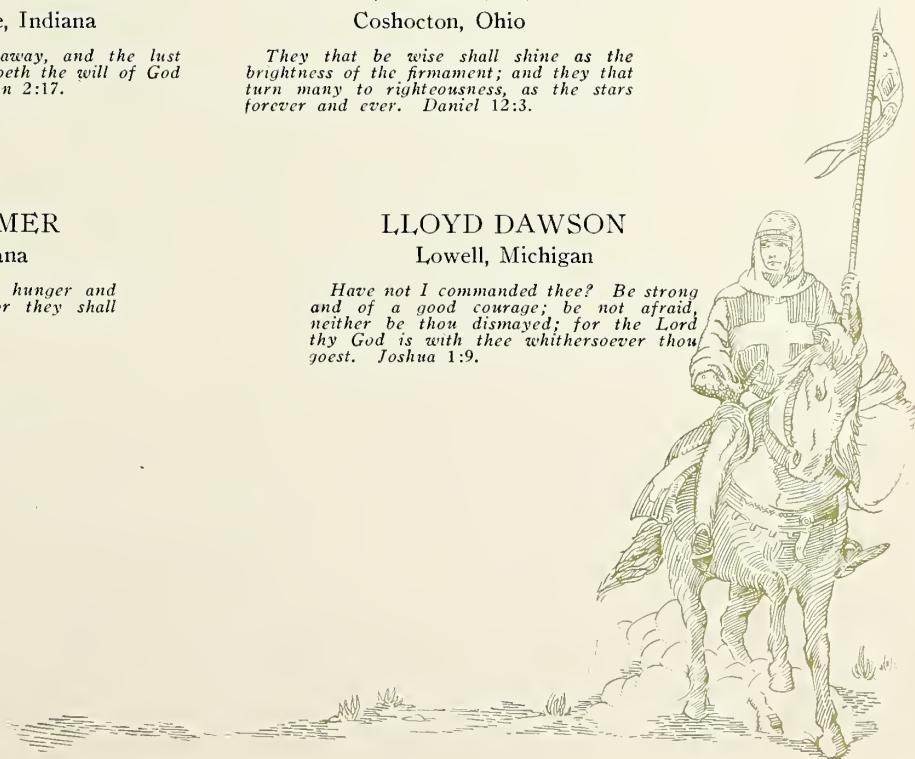 e, Indiana
away, and the lust
oeth the will of God
n 2:17.
Coshocton, Ohio
They that be wise shall shine as the
brightness of the firmament; and they that
turn many to righteousness, as the stars
forever and ever. Daniel 12:3.
MER
ana
hunger and
r they shall
LLOYD DAWSON
Lowell, Michigan
Have not I commanded thee? Be strong
and of a good courage; be not afraid,
neither be thou dismayed; for the Lord
thy God is with thee whithersoever thou
goest. Joshua 1:9.